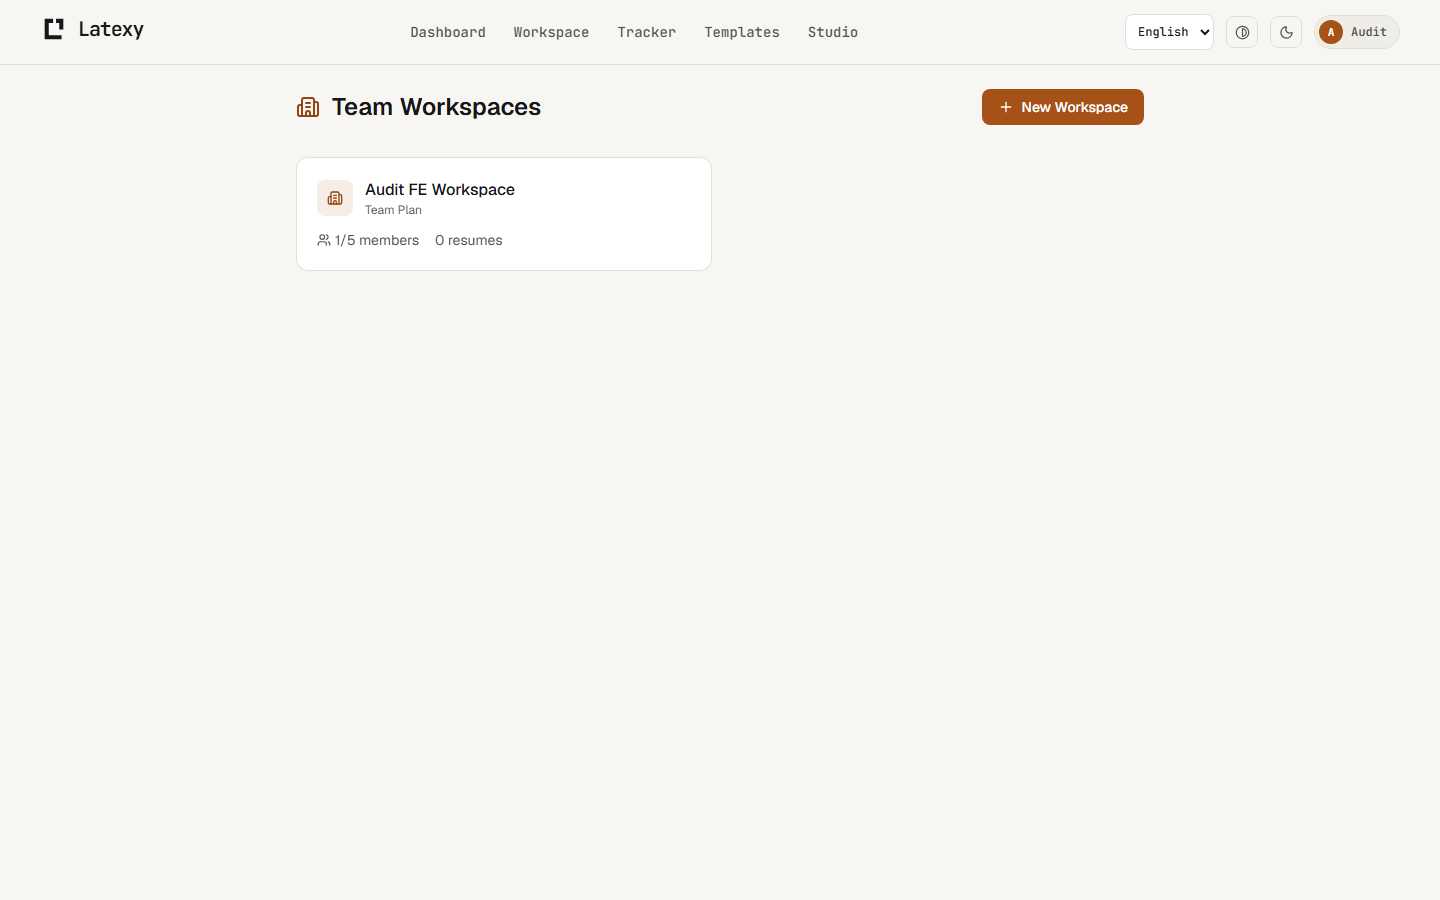 Latexy
Dashboard Workspace Tracker Templates Studio
English
A Audit
Team Workspaces
+ New Workspace
Audit FE Workspace
Team Plan
1/5 members 0 resumes